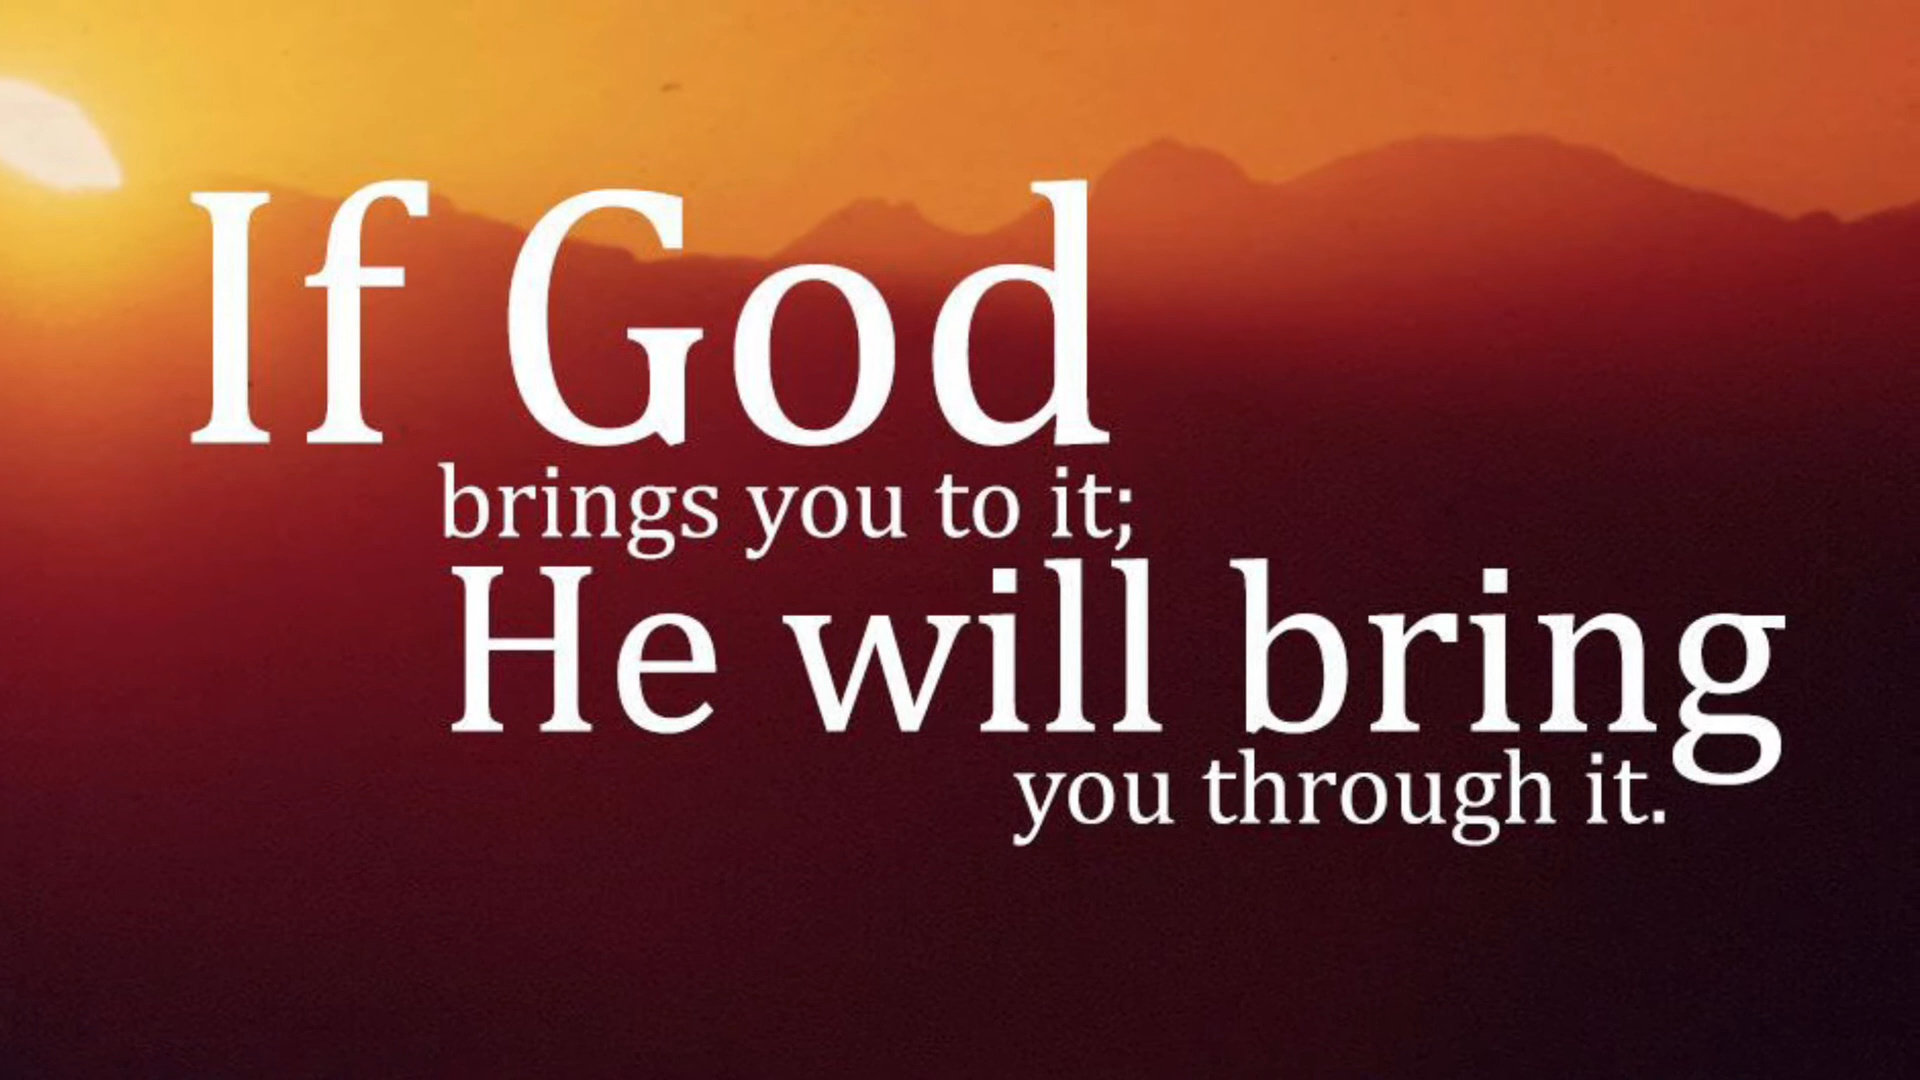 If God
brings you to it;
He will bring
you through it.